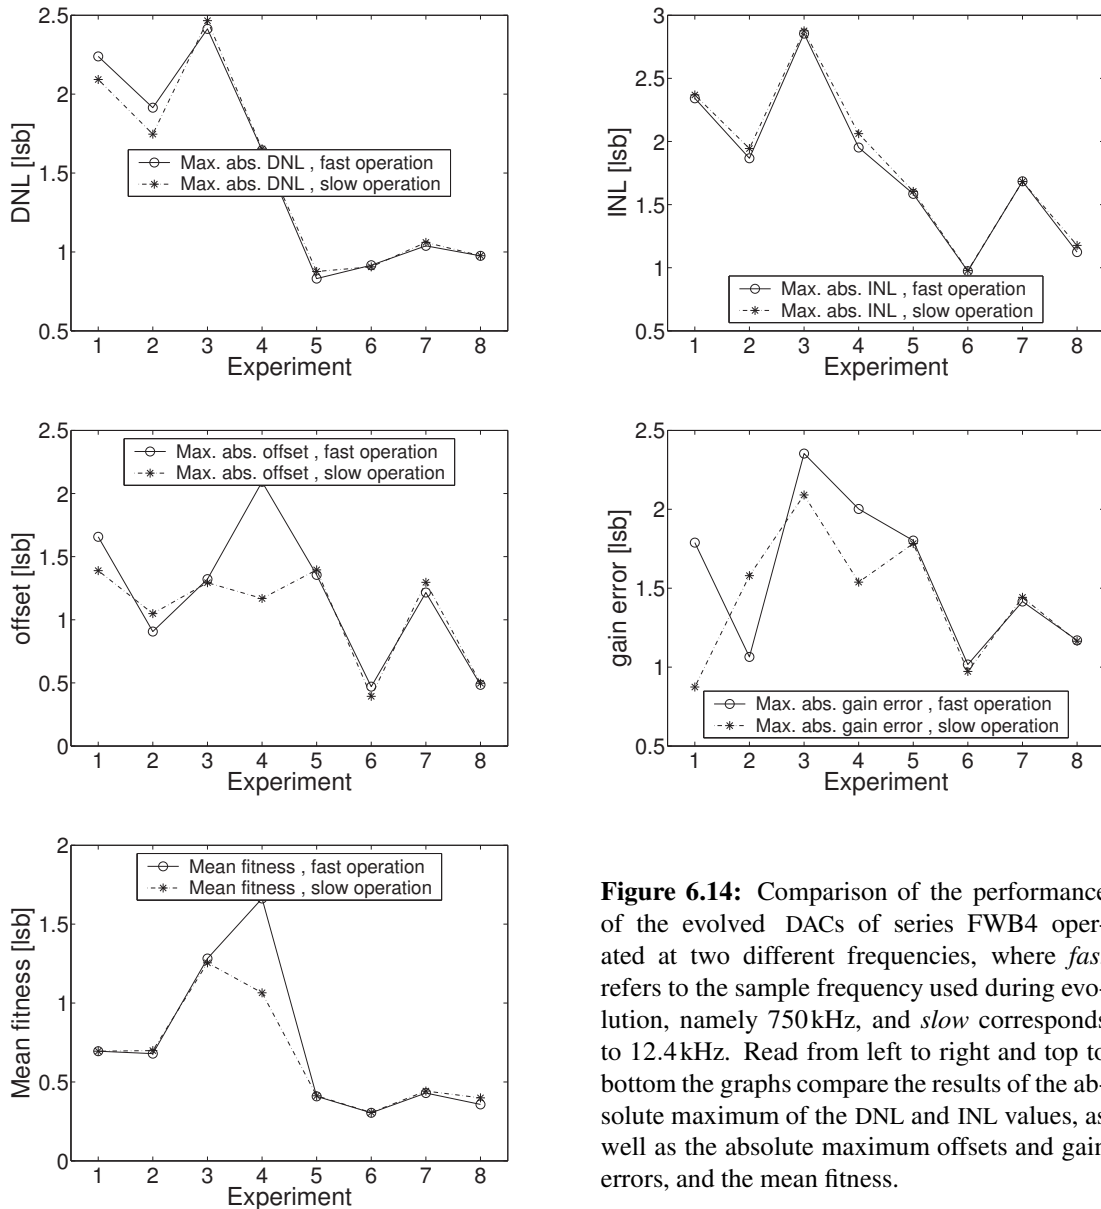 2.5
2
1.5
1
0.5
DNL [lsb]
Max. abs. DNL , fast operation
Max. abs. DNL , slow operation
1 2 3 4 5 6 7 8
Experiment
3
2.5
2
1.5
1
0.5
INL [lsb]
Max. abs. INL , fast operation
Max. abs. INL , slow operation
1 2 3 4 5 6 7 8
Experiment
2.5
2
1.5
1
0.5
0
offset [lsb]
Max. abs. offset , fast operation
Max. abs. offset , slow operation
1 2 3 4 5 6 7 8
Experiment
2.5
2
1.5
1
0.5
gain error [lsb]
Max. abs. gain error , fast operation
Max. abs. gain error , slow operation
1 2 3 4 5 6 7 8
Experiment
2
1.5
1
0.5
0
Mean fitness [lsb]
Mean fitness , fast operation
Mean fitness , slow operation
1 2 3 4 5 6 7 8
Experiment
Figure 6.14: Comparison of the performance
of the evolved DACs of series FWB4 oper-
ated at two different frequencies, where fas
refers to the sample frequency used during evo-
lution, namely 750 kHz, and slow corresponds
to 12.4 kHz. Read from left to right and top to
bottom the graphs compare the results of the ab-
solute maximum of the DNL and INL values, as
well as the absolute maximum offsets and gain
errors, and the mean fitness.